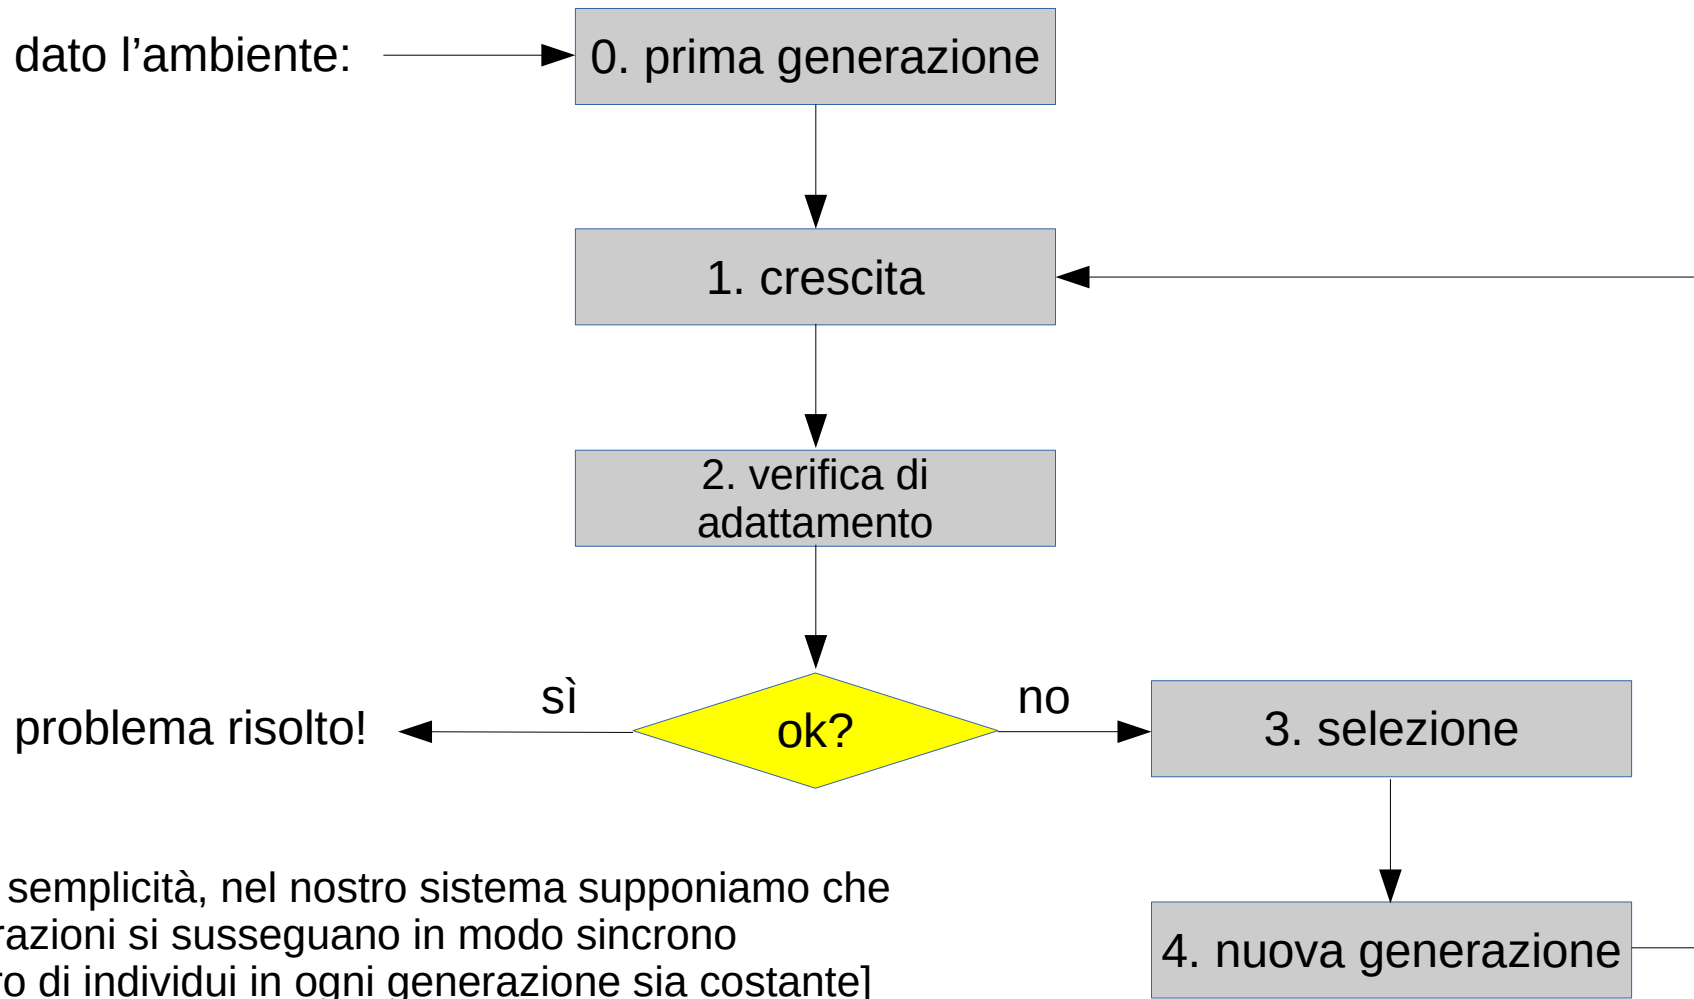 dato l’ambiente:
0. prima generazione
1. crescita
2. verifica di
adattamento
sì
ok?
no
problema risolto!
3. selezione
semplicità, nel nostro sistema supponiamo che
si susseguano in modo sincrono
di individui in ogni generazione sia costante]
4. nuova generazione